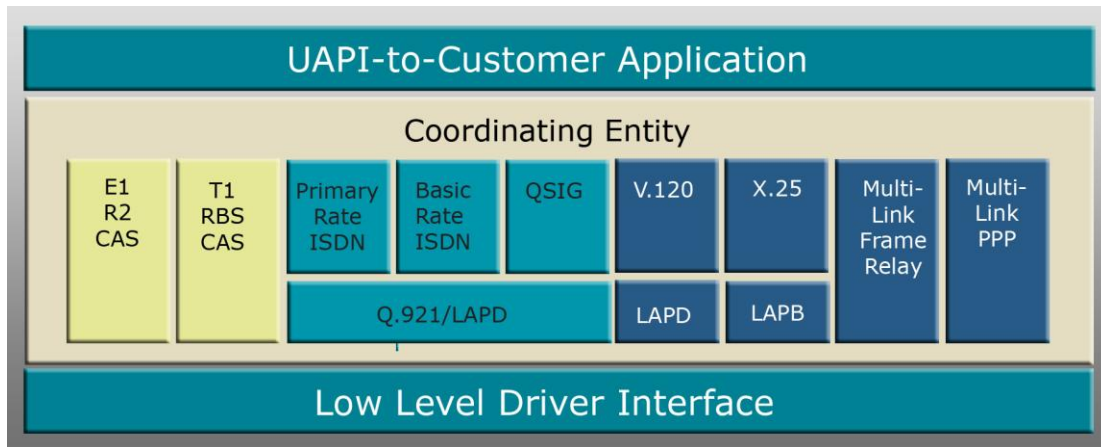 UAPI-to-Customer Application
Coordinating Entity
E1
R2
CAS
T1
RBS
CAS
Primary
Rate
ISDN
Basic
Rate
ISDN
QSIG
V.120
X.25
Multi-
Link
Frame
Relay
Multi-
Link
PPP
Q.921/LAPD
LAPD
LAPB
Low Level Driver Interface